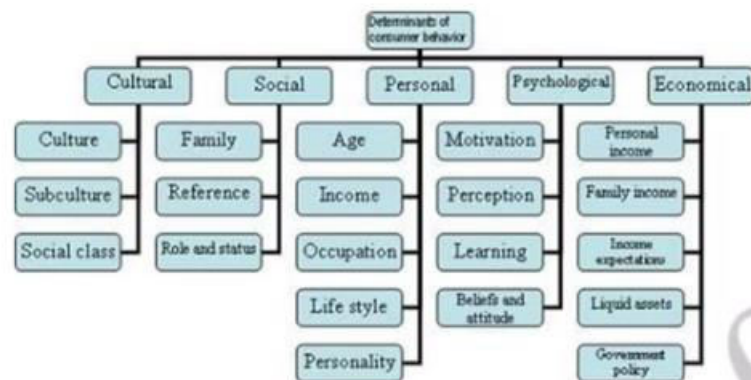 Determinants of
consumer behavior
Cultural
Social
Personal
Psychological
Economical
Culture
Family
Age
Motivation
Personal
income
Subculture
Reference
Income
Perception
Family income
Social class
Role and status
Occupation
Learning
Income
expectations
Life style
Beliefs and
attitude
Liquid assets
Personality
Government
policy